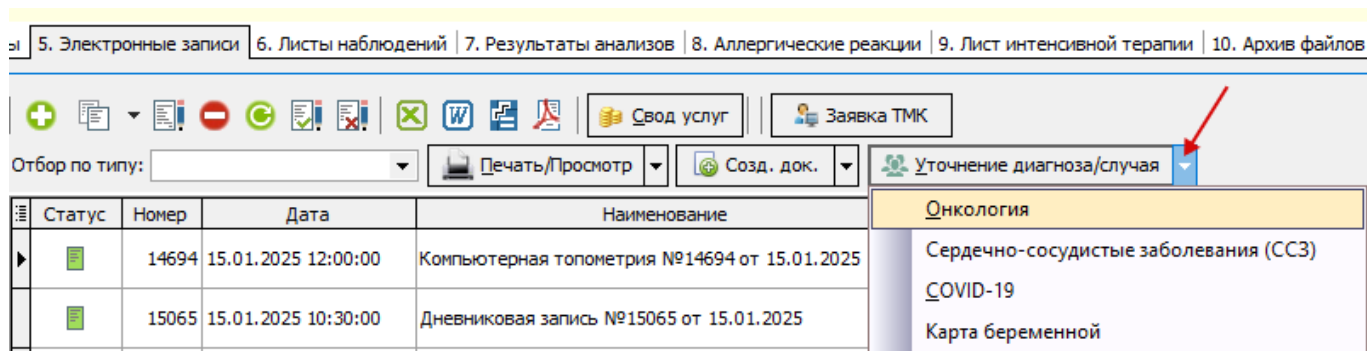 ы 5. Электронные записи 6. Листы наблюдений 7. Результаты анализов 8. Аллергические реакции 9. Лист интенсивной терапии 10. Архив файлов
Свод услуг Заявка ТМК
Отбор по типу: Печать/Просмотр Созд. док. Уточнение диагноза/случая
Статус Номер Дата Наименование
14694 15.01.2025 12:00:00 Компьютерная топометрия №14694 от 15.01.2025
15065 15.01.2025 10:30:00 Дневниковая запись №15065 от 15.01.2025
Онкология
Сердечно-сосудистые заболевания (ССЗ)
COVID-19
Карта беременной